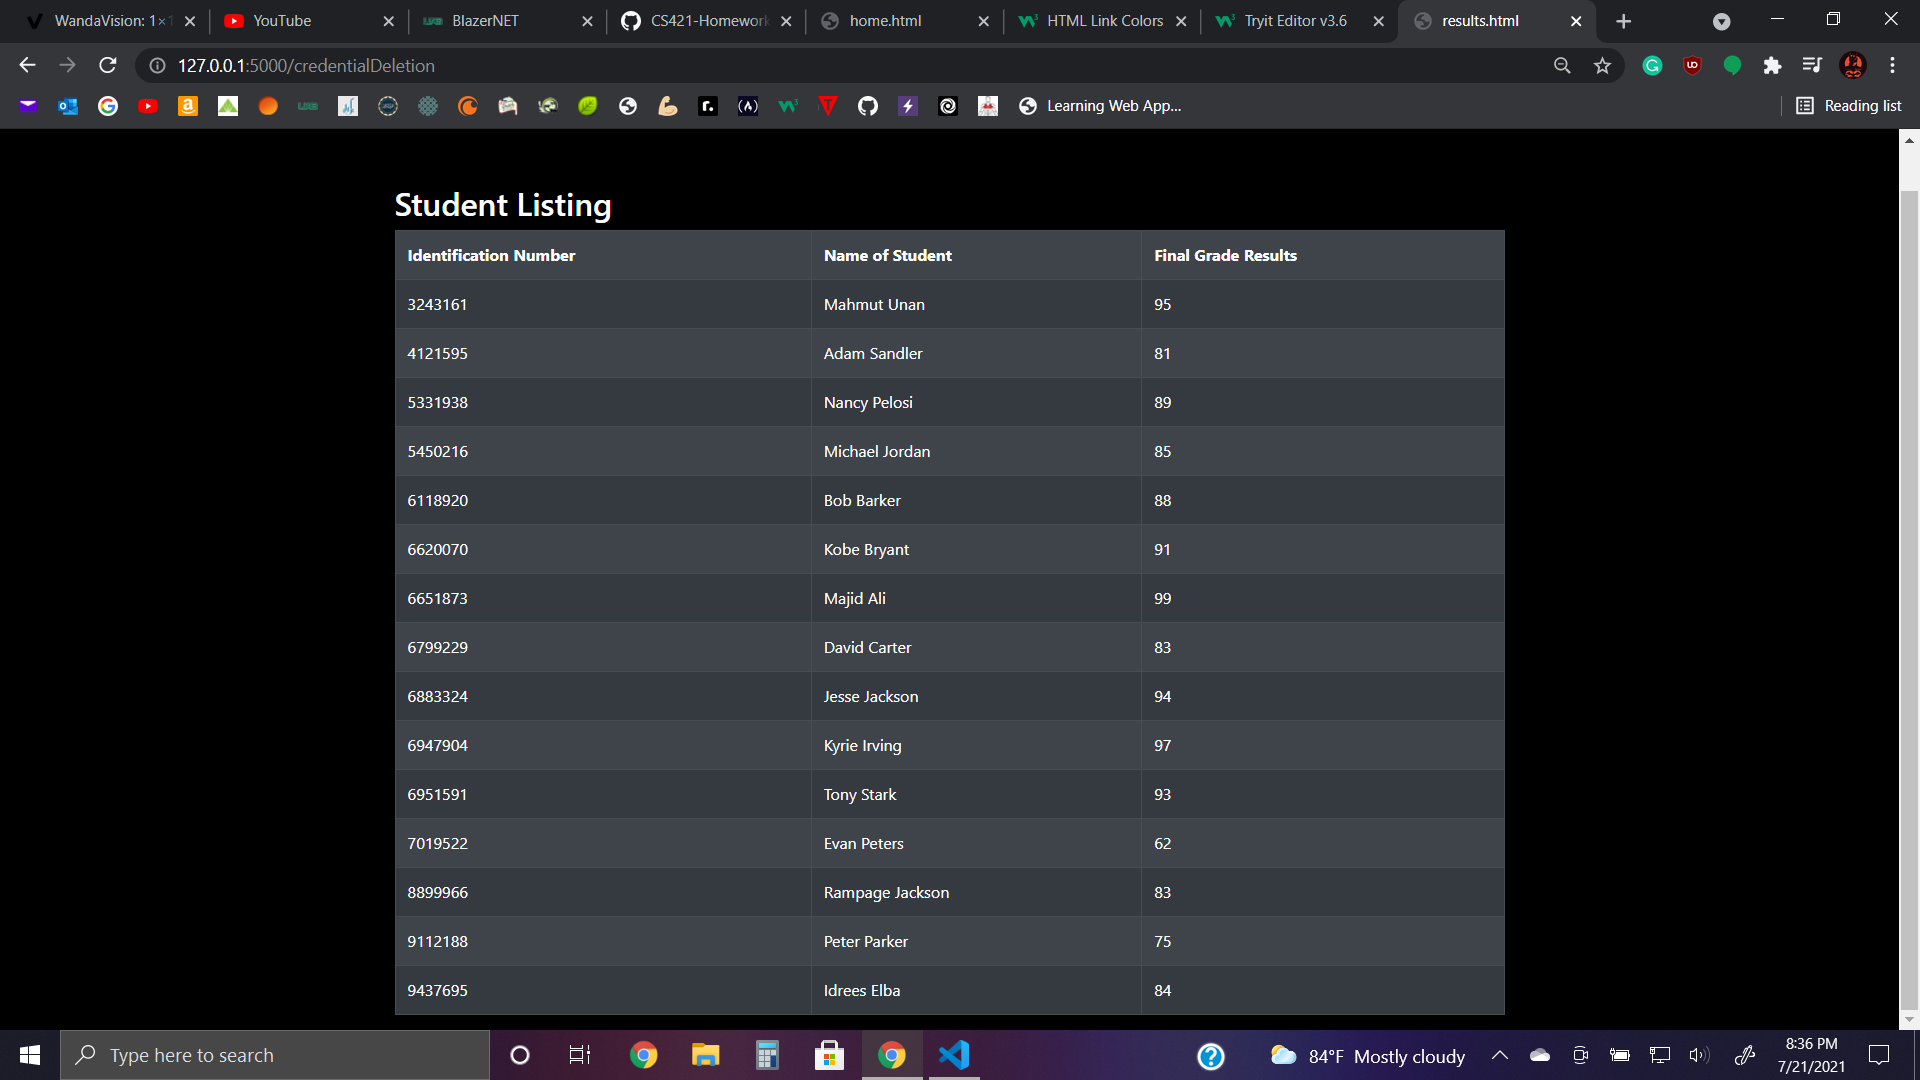 WandaVision: 1×1
YouTube
BlazerNET
CS421-Homework
home.html
HTML Link Colors
Tryit Editor v3.6
results.html
127.0.0.1:5000/credentialDeletion
Learning Web App...
Reading list
Student Listing
Identification Number Name of Student Final Grade Results
3243161 Mahmut Unan 95
4121595 Adam Sandler 81
5331938 Nancy Pelosi 89
5450216 Michael Jordan 85
6118920 Bob Barker 88
6620070 Kobe Bryant 91
6651873 Majid Ali 99
6799229 David Carter 83
6883324 Jesse Jackson 94
6947904 Kyrie Irving 97
6951591 Tony Stark 93
7019522 Evan Peters 62
8899966 Rampage Jackson 83
9112188 Peter Parker 75
9437695 Idrees Elba 84
Type here to search
84°F Mostly cloudy
8:36 PM
7/21/2021